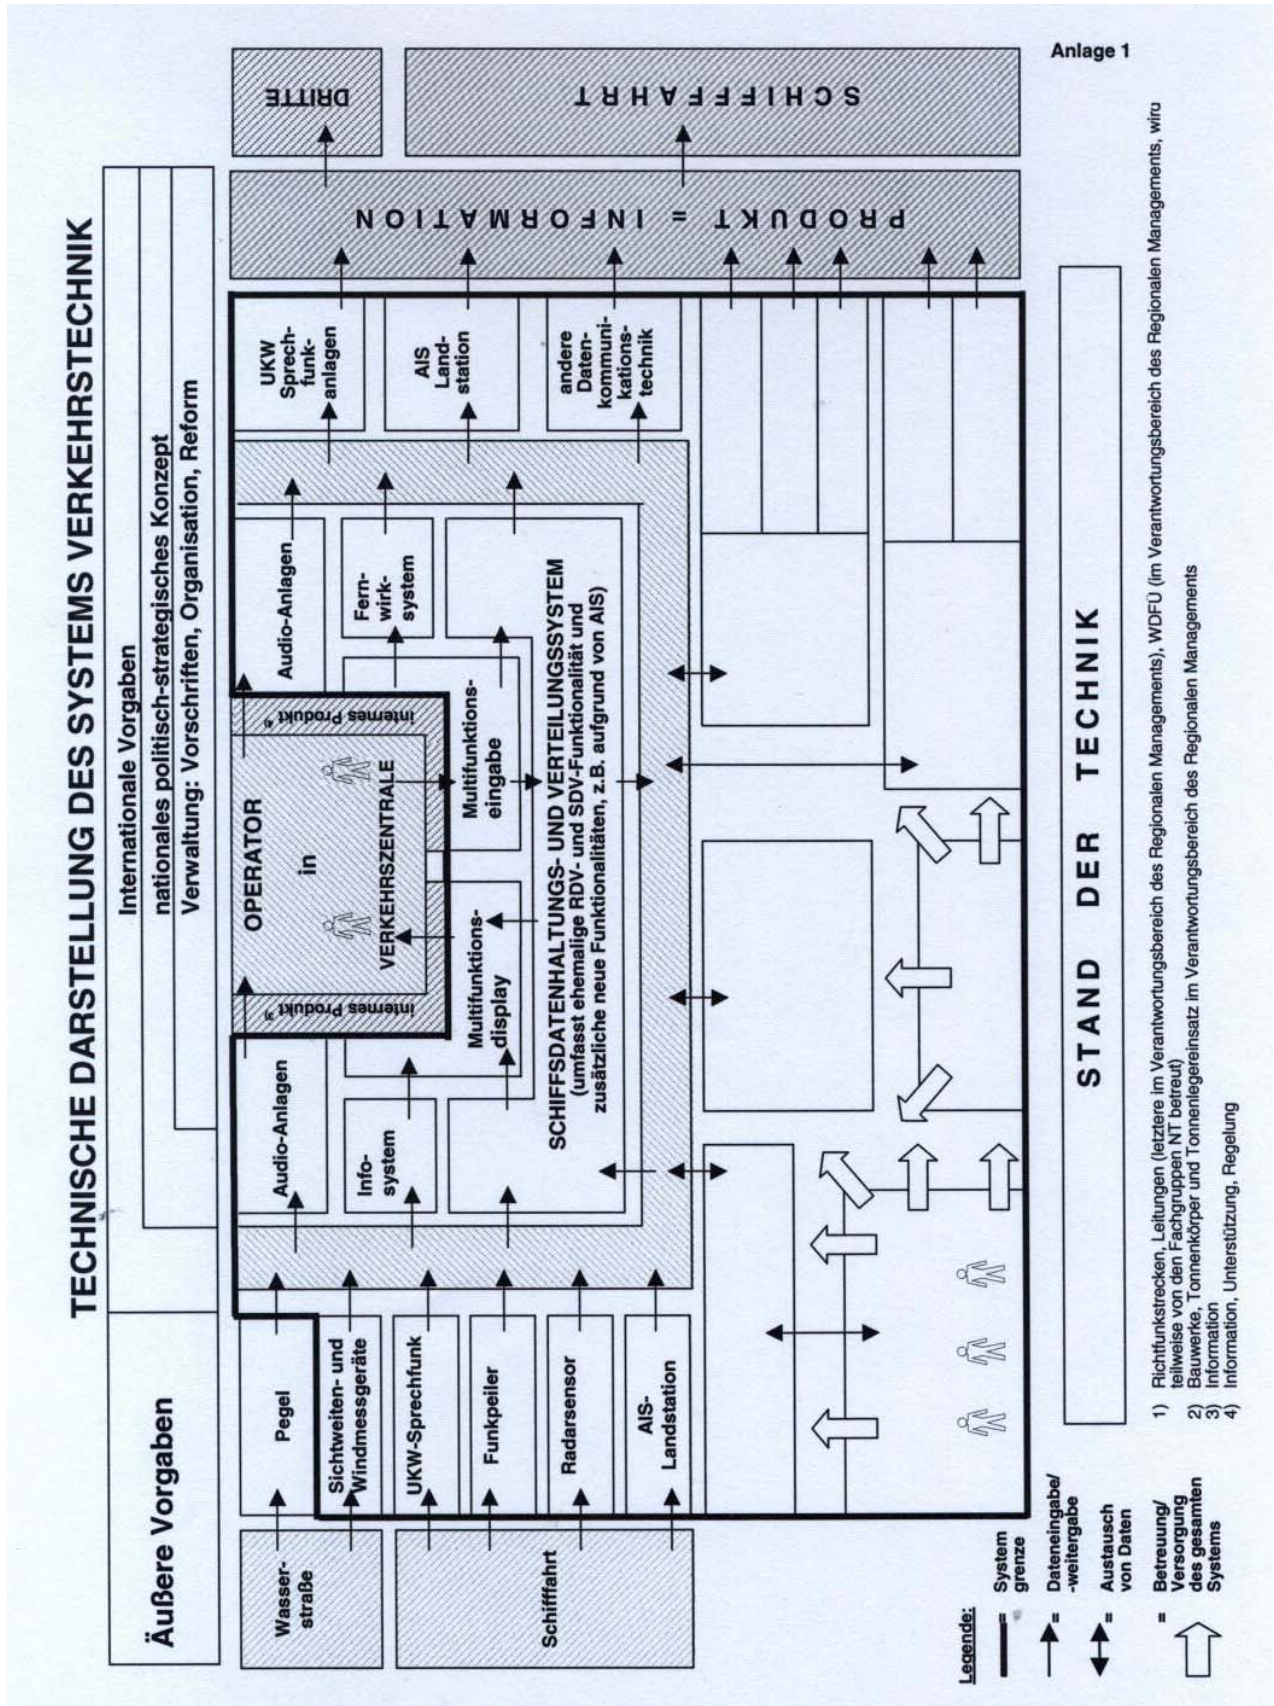 Anlage 1
TECHNISCHE DARSTELLUNG DES SYSTEMS VERKEHRSTECHNIK
Äußere Vorgaben
Internationale Vorgaben
nationales politisch-strategisches Konzept
Verwaltung: Vorschriften, Organisation, Reform
Wasser-
straße
Schifffahrt
Pegel
Sichtweiten- und
Windmessgeräte
UKW-Sprechfunk
Funkpeiler
Radarsensor
AIS-
Landstation
Audio-Anlagen
Info-
system
internes Produkt 3)
OPERATOR
in
VERKEHRSZENTRALE
internes Produkt 4)
Multifunktions-
display
Multifunktions-
eingabe
Audio-Anlagen
Fern-
wirk-
system
SCHIFFSDATENHALTUNGS- UND VERTEILUNGSSYSTEM
(umfasst ehemalige RDV- und SDV-Funktionalität und
zusätzliche neue Funktionalitäten, z.B. aufgrund von AIS)
UKW
Sprech-
funk-
anlagen
AIS
Land-
station
andere
Daten-
kommuni-
kations-
technik
PRODUKT = INFORMATION
DRITTE
SCHIFFFAHRT
STAND DER TECHNIK
Legende:
= System
grenze
= Dateneingabe/
-weitergabe
= Austausch
von Daten
= Betreuung/
Versorgung
des gesamten
Systems
1) Richtfunkstrecken, Leitungen (letztere im Verantwortungsbereich des Regionalen Managements), WDFÜ (im Verantwortungsbereich des Regionalen Managements, wiru
teilweise von den Fachgruppen NT betreut)
2) Bauwerke, Tonnenkörper und Tonnenlegereinsatz im Verantwortungsbereich des Regionalen Managements
3) Information
4) Information, Unterstützung, Regelung